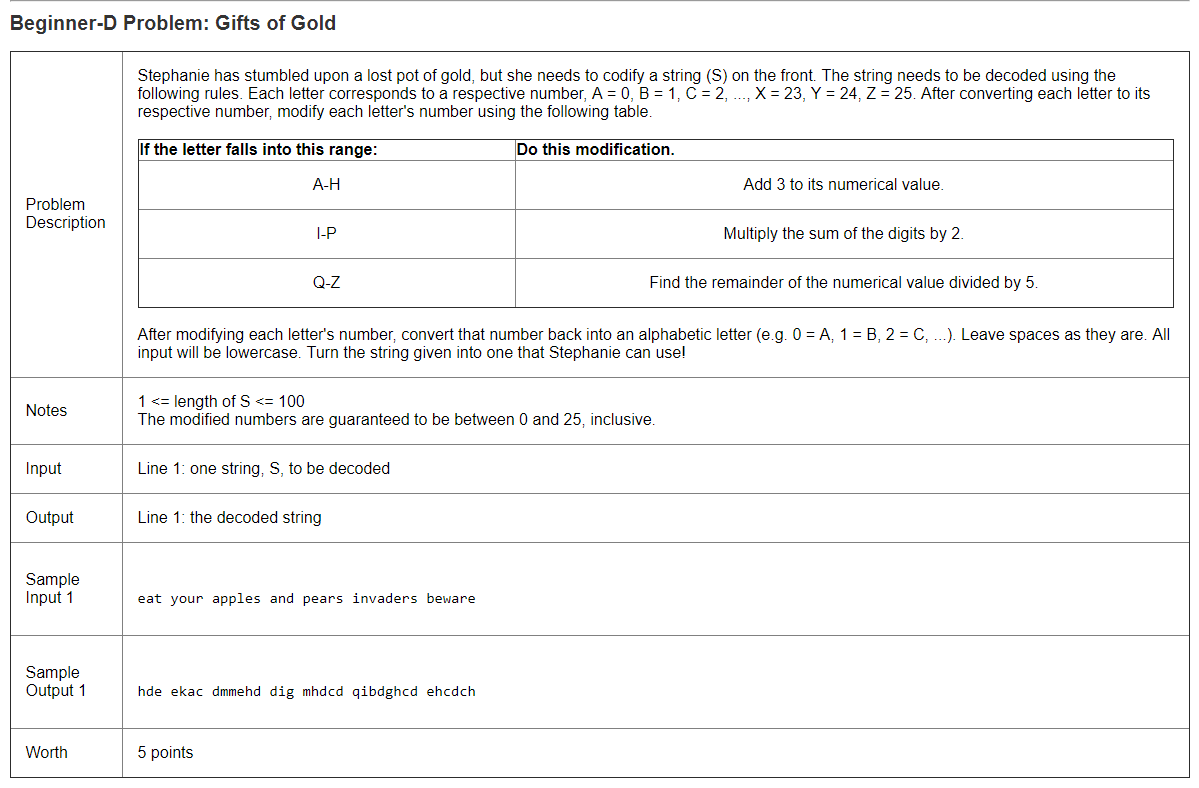 Beginner-D Problem: Gifts of Gold
Problem
Description
Stephanie has stumbled upon a lost pot of gold, but she needs to codify a string (S) on the front. The string needs to be decoded using the
following rules. Each letter corresponds to a respective number, A = 0, B = 1, C = 2, ..., X = 23, Y = 24, Z = 25. After converting each letter to its
respective number, modify each letter's number using the following table.
If the letter falls into this range:
Do this modification.
A-H
Add 3 to its numerical value.
I-P
Multiply the sum of the digits by 2.
Q-Z
Find the remainder of the numerical value divided by 5.
After modifying each letter's number, convert that number back into an alphabetic letter (e.g. 0 = A, 1 = B, 2 = C, ...). Leave spaces as they are. All
input will be lowercase. Turn the string given into one that Stephanie can use!
Notes
1 <= length of S <= 100
The modified numbers are guaranteed to be between 0 and 25, inclusive.
Input
Line 1: one string, S, to be decoded
Output
Line 1: the decoded string
Sample
Input 1
eat your apples and pears invaders beware
Sample
Output 1
hde ekac dmmehd dig mhdcd qibdghcd ehcdch
Worth
5 points